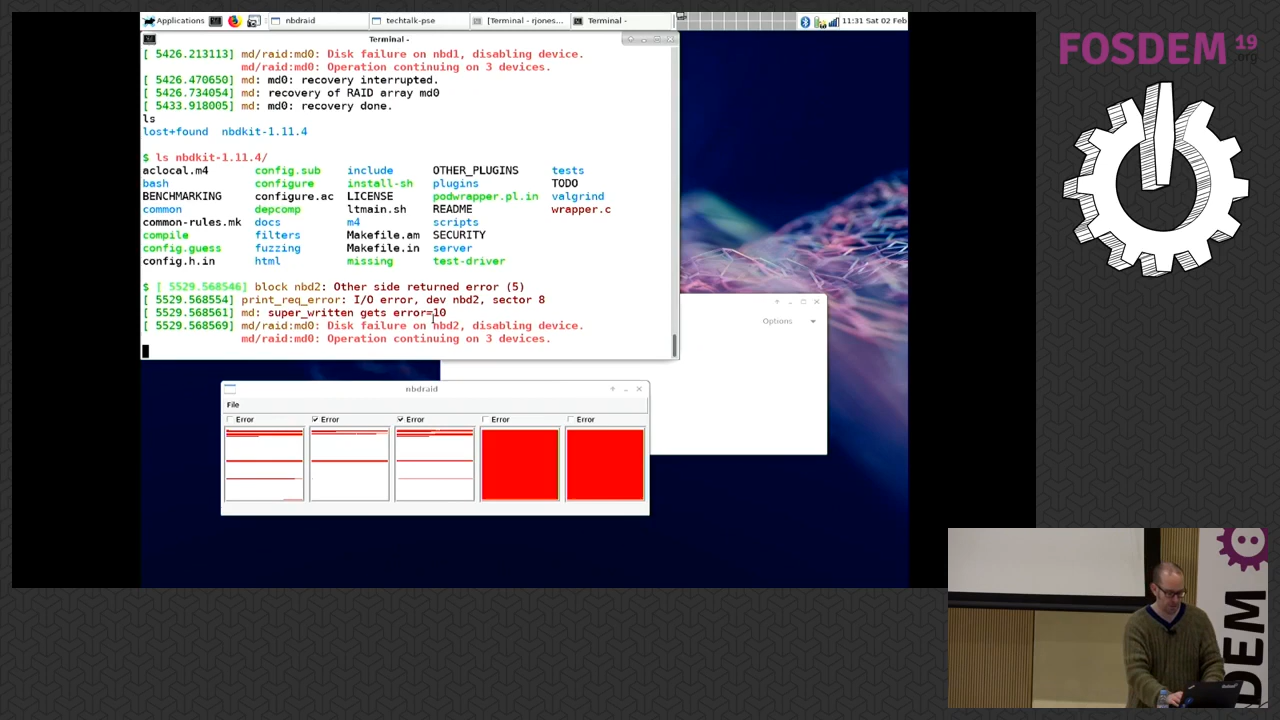 Applications
nbdraid
techtalk-pse
[Terminal - rjones...
Terminal -
11:31 Sat 02 Feb
FOSDEM 19
.org
Terminal -
[ 5426.213113] md/raid:md0: Disk failure on nbd1, disabling device.
md/raid:md0: Operation continuing on 3 devices.
[ 5426.470650] md: md0: recovery interrupted.
[ 5426.734054] md: recovery of RAID array md0
[ 5433.918005] md: md0: recovery done.
ls
lost+found nbdkit-1.11.4
$ ls nbdkit-1.11.4/
aclocal.m4 config.sub include OTHER_PLUGINS tests
bash configure install-sh plugins TODO
BENCHMARKING configure.ac LICENSE podwrapper.pl.in valgrind
common depcomp ltmain.sh README wrapper.c
common-rules.mk docs m4 scripts
compile filters Makefile.am SECURITY
config.guess fuzzing Makefile.in server
config.h.in html missing test-driver
$ [ 5529.568546] block nbd2: Other side returned error (5)
[ 5529.568554] print_req_error: I/O error, dev nbd2, sector 8
[ 5529.568561] md: super_written gets error=10
[ 5529.568569] md/raid:md0: Disk failure on nbd2, disabling device.
md/raid:md0: Operation continuing on 3 devices.
Options
nbdraid
File
Error Error Error Error Error
DEM